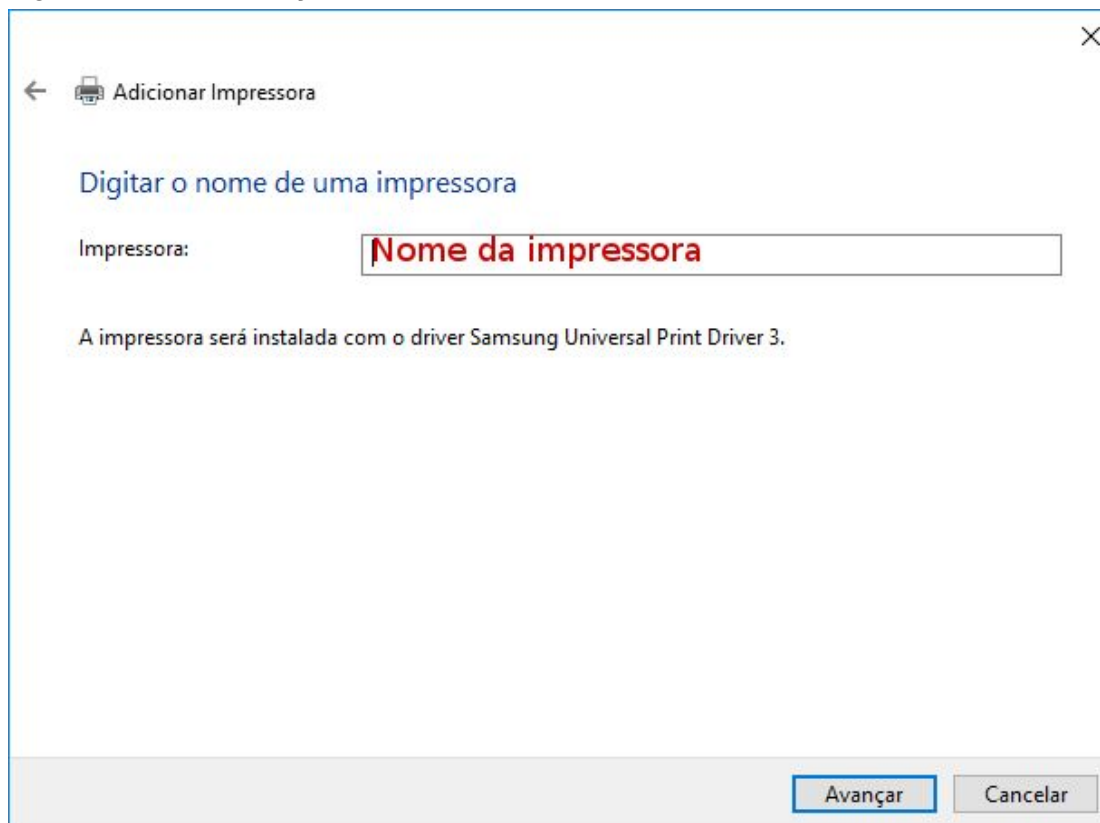 Adicionar Impressora
Digitar o nome de uma impressora
Impressora:
Nome da impressora
A impressora será instalada com o driver Samsung Universal Print Driver 3.
Avançar
Cancelar